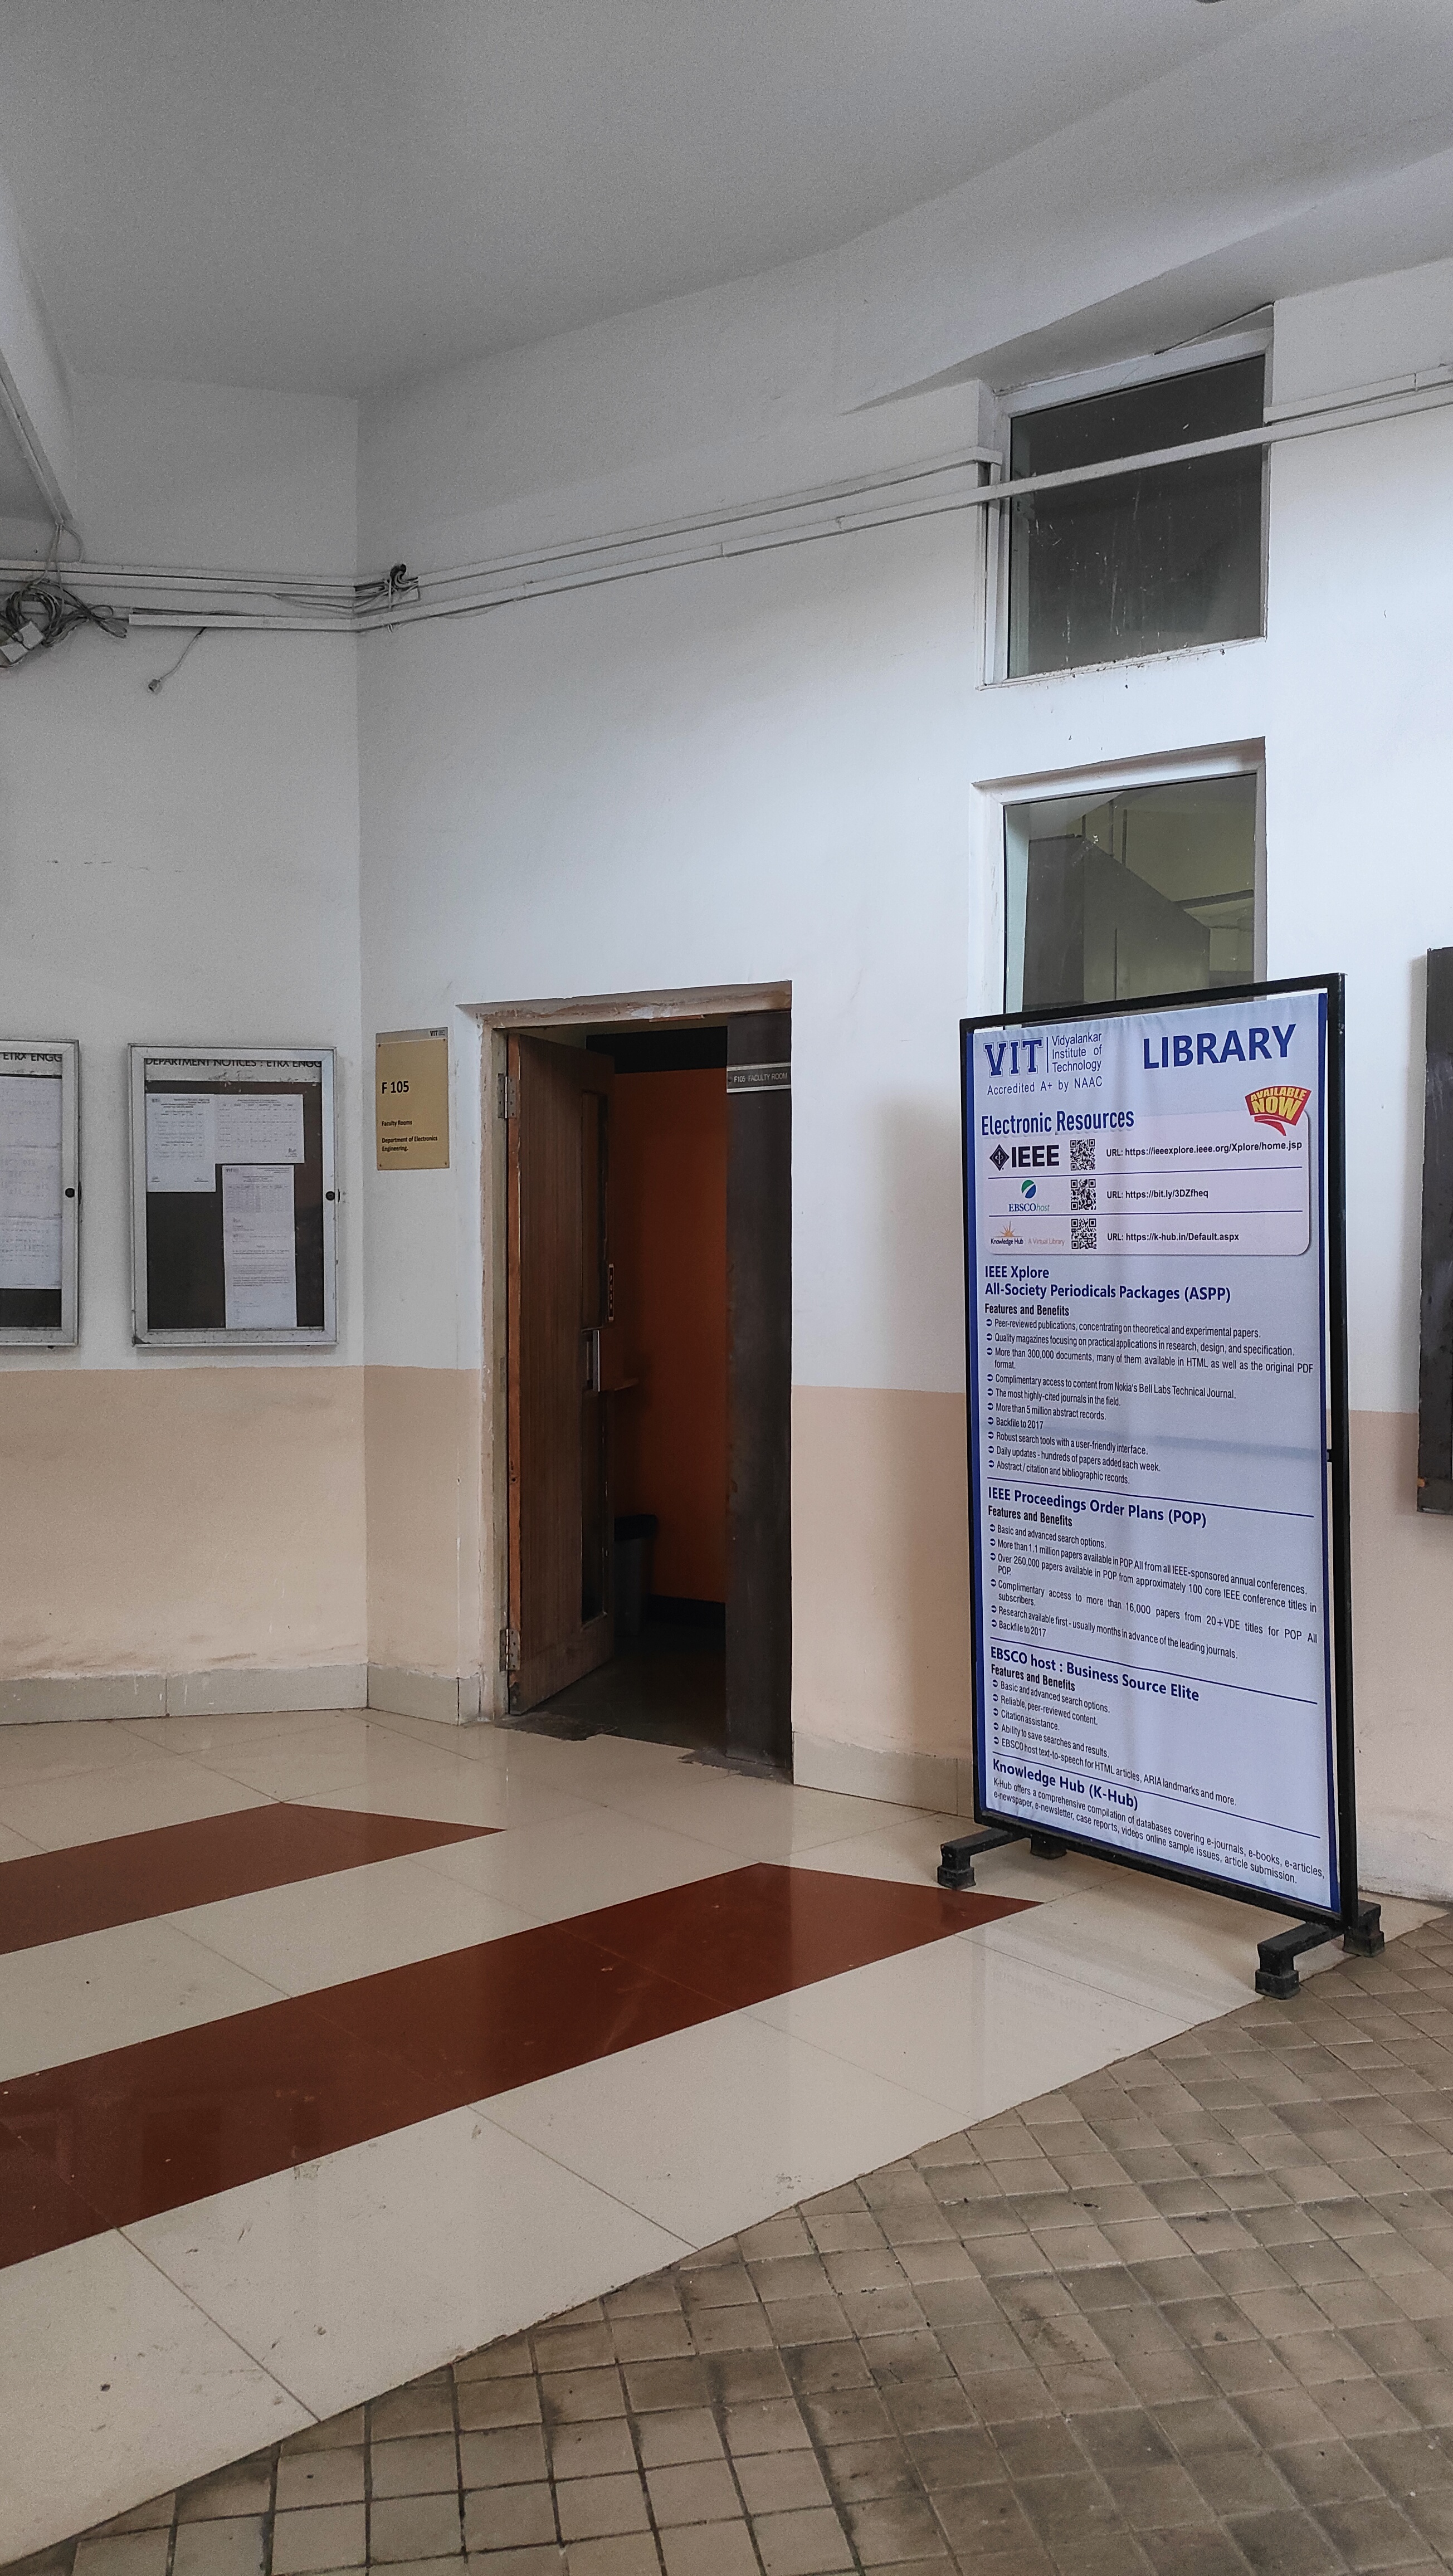 ETRX ENGG
DEPARTMENT NOTICES : ETRX ENGG
VIT
F 105
Faculty Rooms
Department of Electronics
Engineering.
F105 FACULTY ROOM
VIT
Vidyalankar
Institute of
Technology
Accredited A+ by NAAC
LIBRARY
AVAILABLE
NOW
Electronic Resources
IEEE
URL: https://ieeexplore.ieee.org/Xplore/home.jsp
EBSCOhost
URL: https://bit.ly/3DZfheq
Knowledge Hub
A Virtual Library
URL: https://k-hub.in/Default.aspx
IEEE Xplore
All-Society Periodicals Packages (ASPP)
Features and Benefits
Peer-reviewed publications, concentrating on theoretical and experimental papers.
Quality magazines focusing on practical applications in research, design, and specification.
More than 300,000 documents, many of them available in HTML as well as the original PDF
format.
Complimentary access to content from Nokia's Bell Labs Technical Journal.
The most highly-cited journals in the field.
More than 5 million abstract records.
Backfile to 2017
Robust search tools with a user-friendly interface.
Daily updates - hundreds of papers added each week.
Abstract / citation and bibliographic records.
IEEE Proceedings Order Plans (POP)
Features and Benefits
Basic and advanced search options.
More than 1.1 million papers available in POP All from all IEEE-sponsored annual conferences.
Over 260,000 papers available in POP from approximately 100 core IEEE conference titles in
POP.
Complimentary access to more than 16,000 papers from 20+VDE titles for POP All
subscribers.
Research available first - usually months in advance of the leading journals.
Backfile to 2017
EBSCO host : Business Source Elite
Features and Benefits
Basic and advanced search options.
Reliable, peer-reviewed content.
Citation assistance.
Ability to save searches and results.
EBSCO host text-to-speech for HTML articles, ARIA landmarks and more.
Knowledge Hub (K-Hub)
K-Hub offers a comprehensive compilation of databases covering e-journals, e-books, e-articles,
e-newspaper, e-newsletter, case reports, videos online sample issues, article submission.